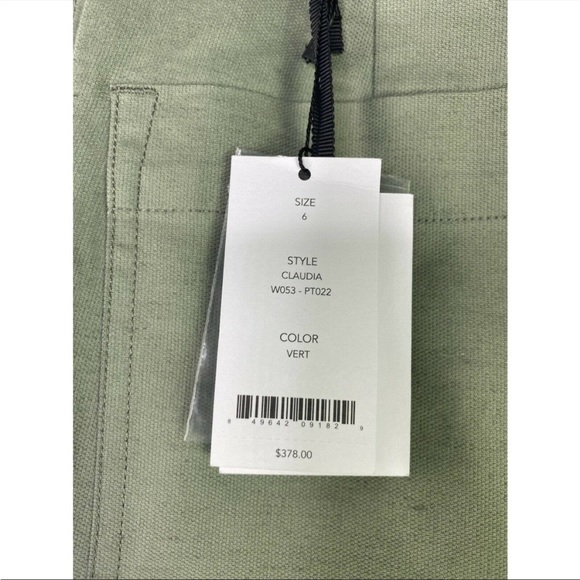 SIZE
6
STYLE
CLAUDIA
W053 - PT022
COLOR
VERT
8 49642 09182 9
$378.00